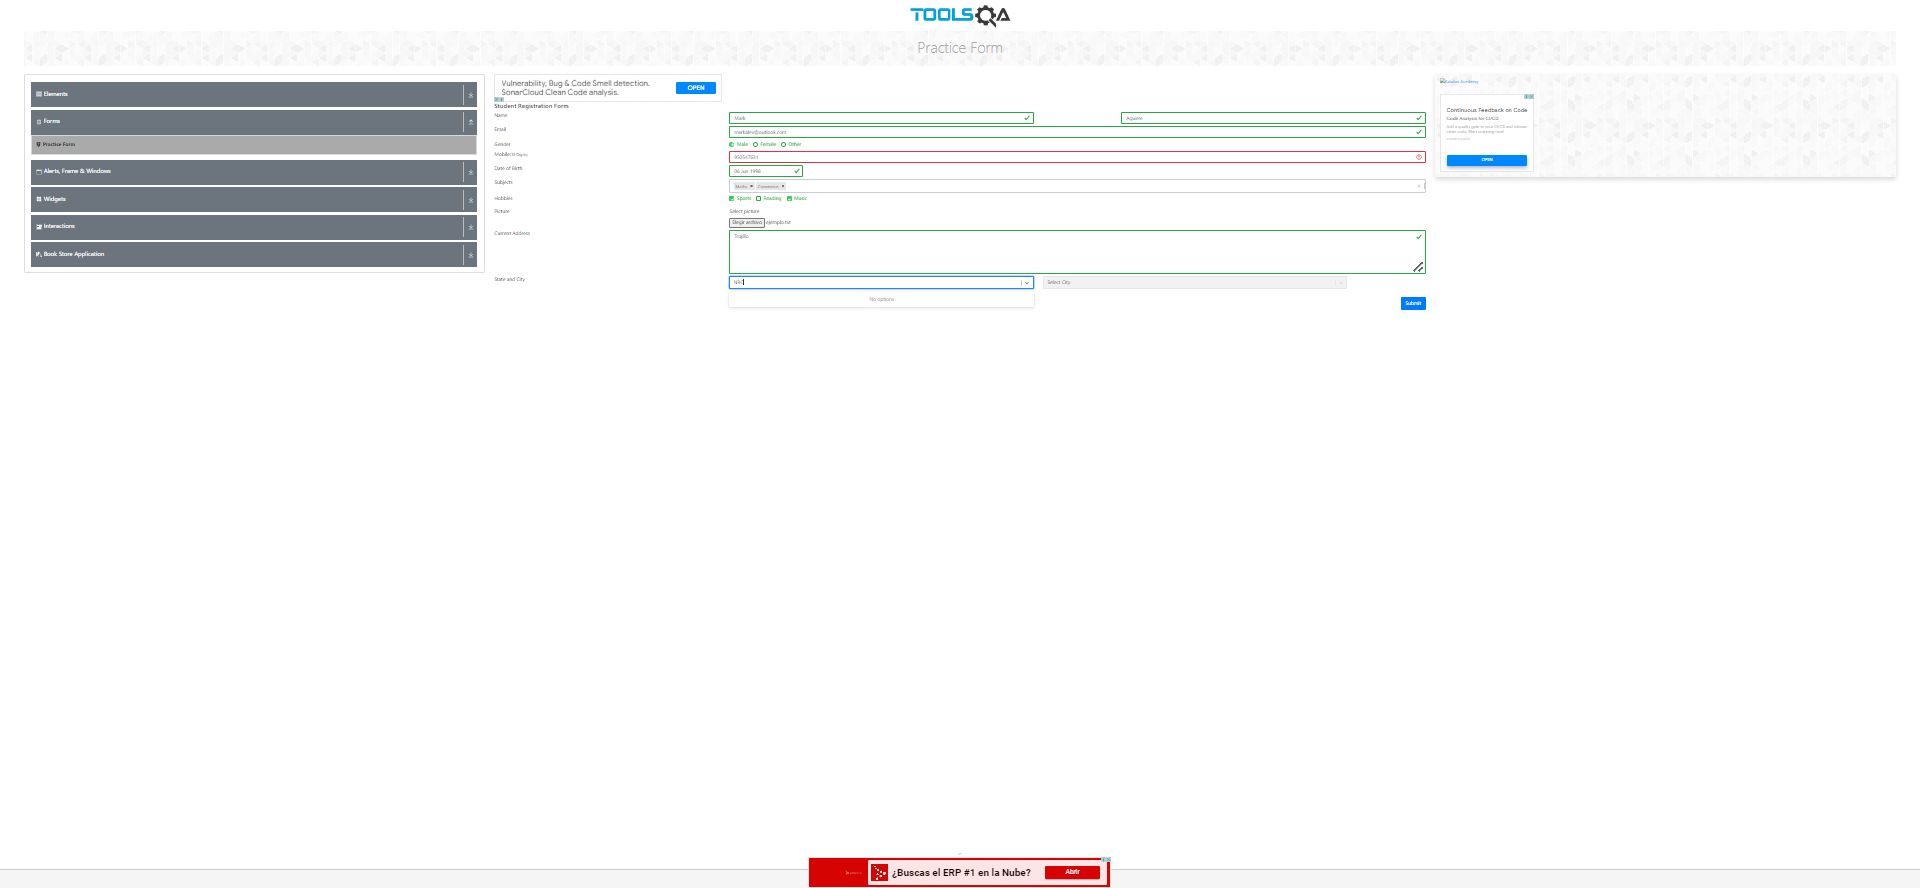 TOOLSQA
Practice Form
Elements
Forms
Practice Form
Alerts, Frame & Windows
Widgets
Interactions
Book Store Application
Vulnerability, Bug & Code Smell detection.
SonarCloud Clean Code analysis.
OPEN
Student Registration Form
Name
Mark
Aquirre
Email
markalex@outlook.com
Gender
Male
Female
Other
Mobile(10 Digits)
Date of Birth
06 Jun 1998
Subjects
Maths
Commerce
Hobbies
Sports
Reading
Music
Picture
Select picture
Elegir archivo
ejemplo.txt
Current Address
Trujillo
State and City
Select City
No options
Submit
Continuous Feedback on Code
Code Analysis for CI/CD
OPEN
¿Buscas el ERP #1 en la Nube?
Abrir